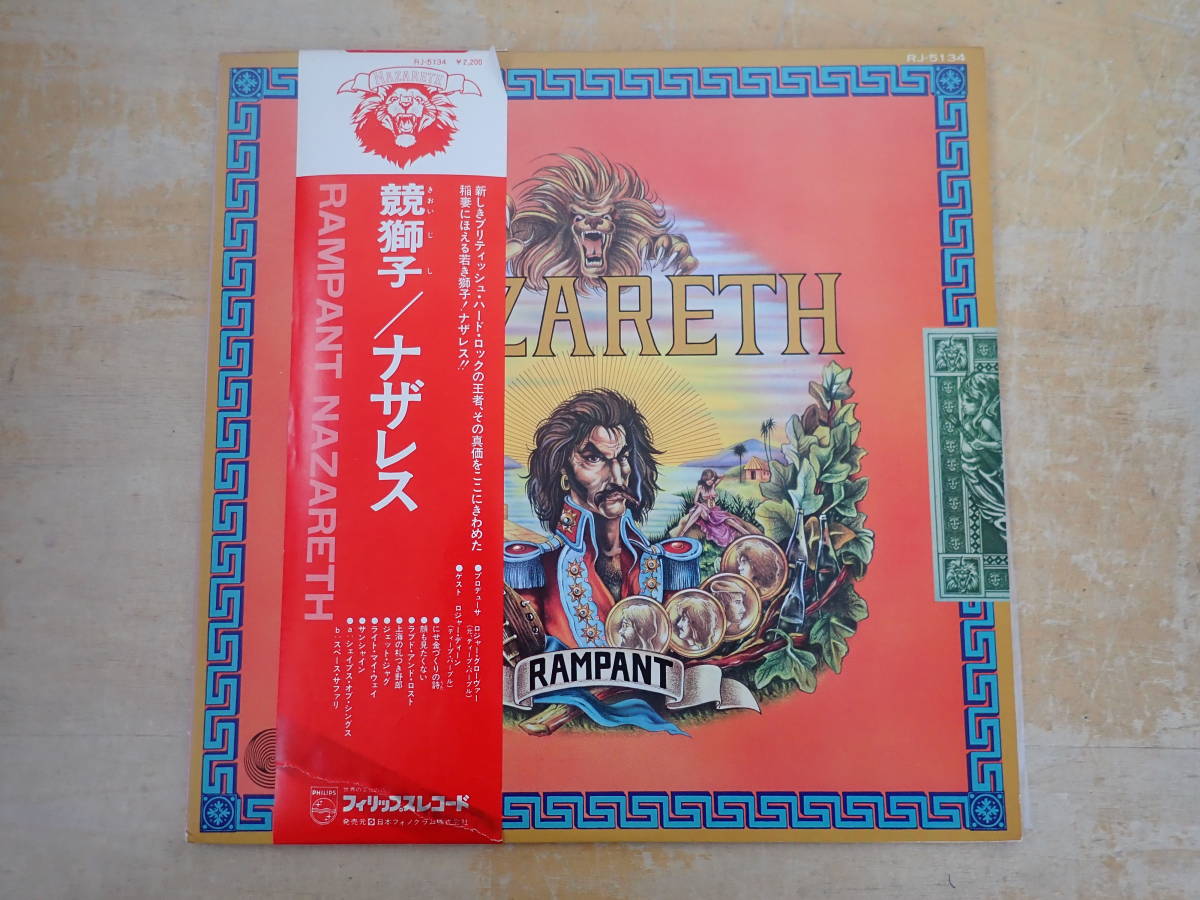 RJ-5134 ¥2,200
NAZARETH
新しきブリティッシュ・ハード・ロックの王者、その真価をここにきわめた
稲妻にほえる若き獅子!ナザレス!!
きおいじし
競獅子/ナザレス
RAMPANT NAZARETH
●プロデューサ ロジャー・グローヴァー
(元、ディープ・パープル)
●ゲスト ロジャー・ディーン
(ディープ・パープル)
●にせ金づくりの詩
●顔も見たくない
●ラブド・アンド・ロスト
●上海の札つき野郎
●ジェット・ジャグ
●ライト・マイ・ウェイ
●サンシャイン
●a:シェイプス・オブ・シングス
b:スペース・サファリ
PHILIPS
フィリップスレコード
発売元 日本フォノグラム株式会社
RJ-5134
ZARETH
RAMPANT